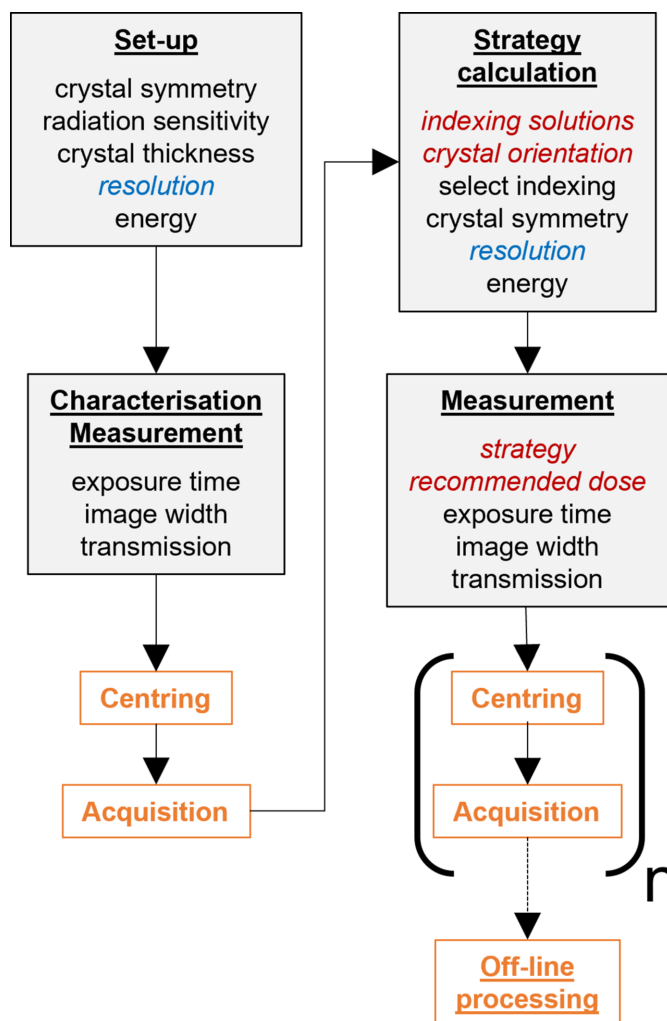 Set-up
crystal symmetry
radiation sensitivity
crystal thickness
resolution
energy
Characterisation
Measurement
exposure time
image width
transmission
Centring
Acquisition
Strategy
calculation
indexing solutions
crystal orientation
select indexing
crystal symmetry
resolution
energy
Measurement
strategy
recommended dose
exposure time
image width
transmission
Centring
Acquisition
Off-line
processing